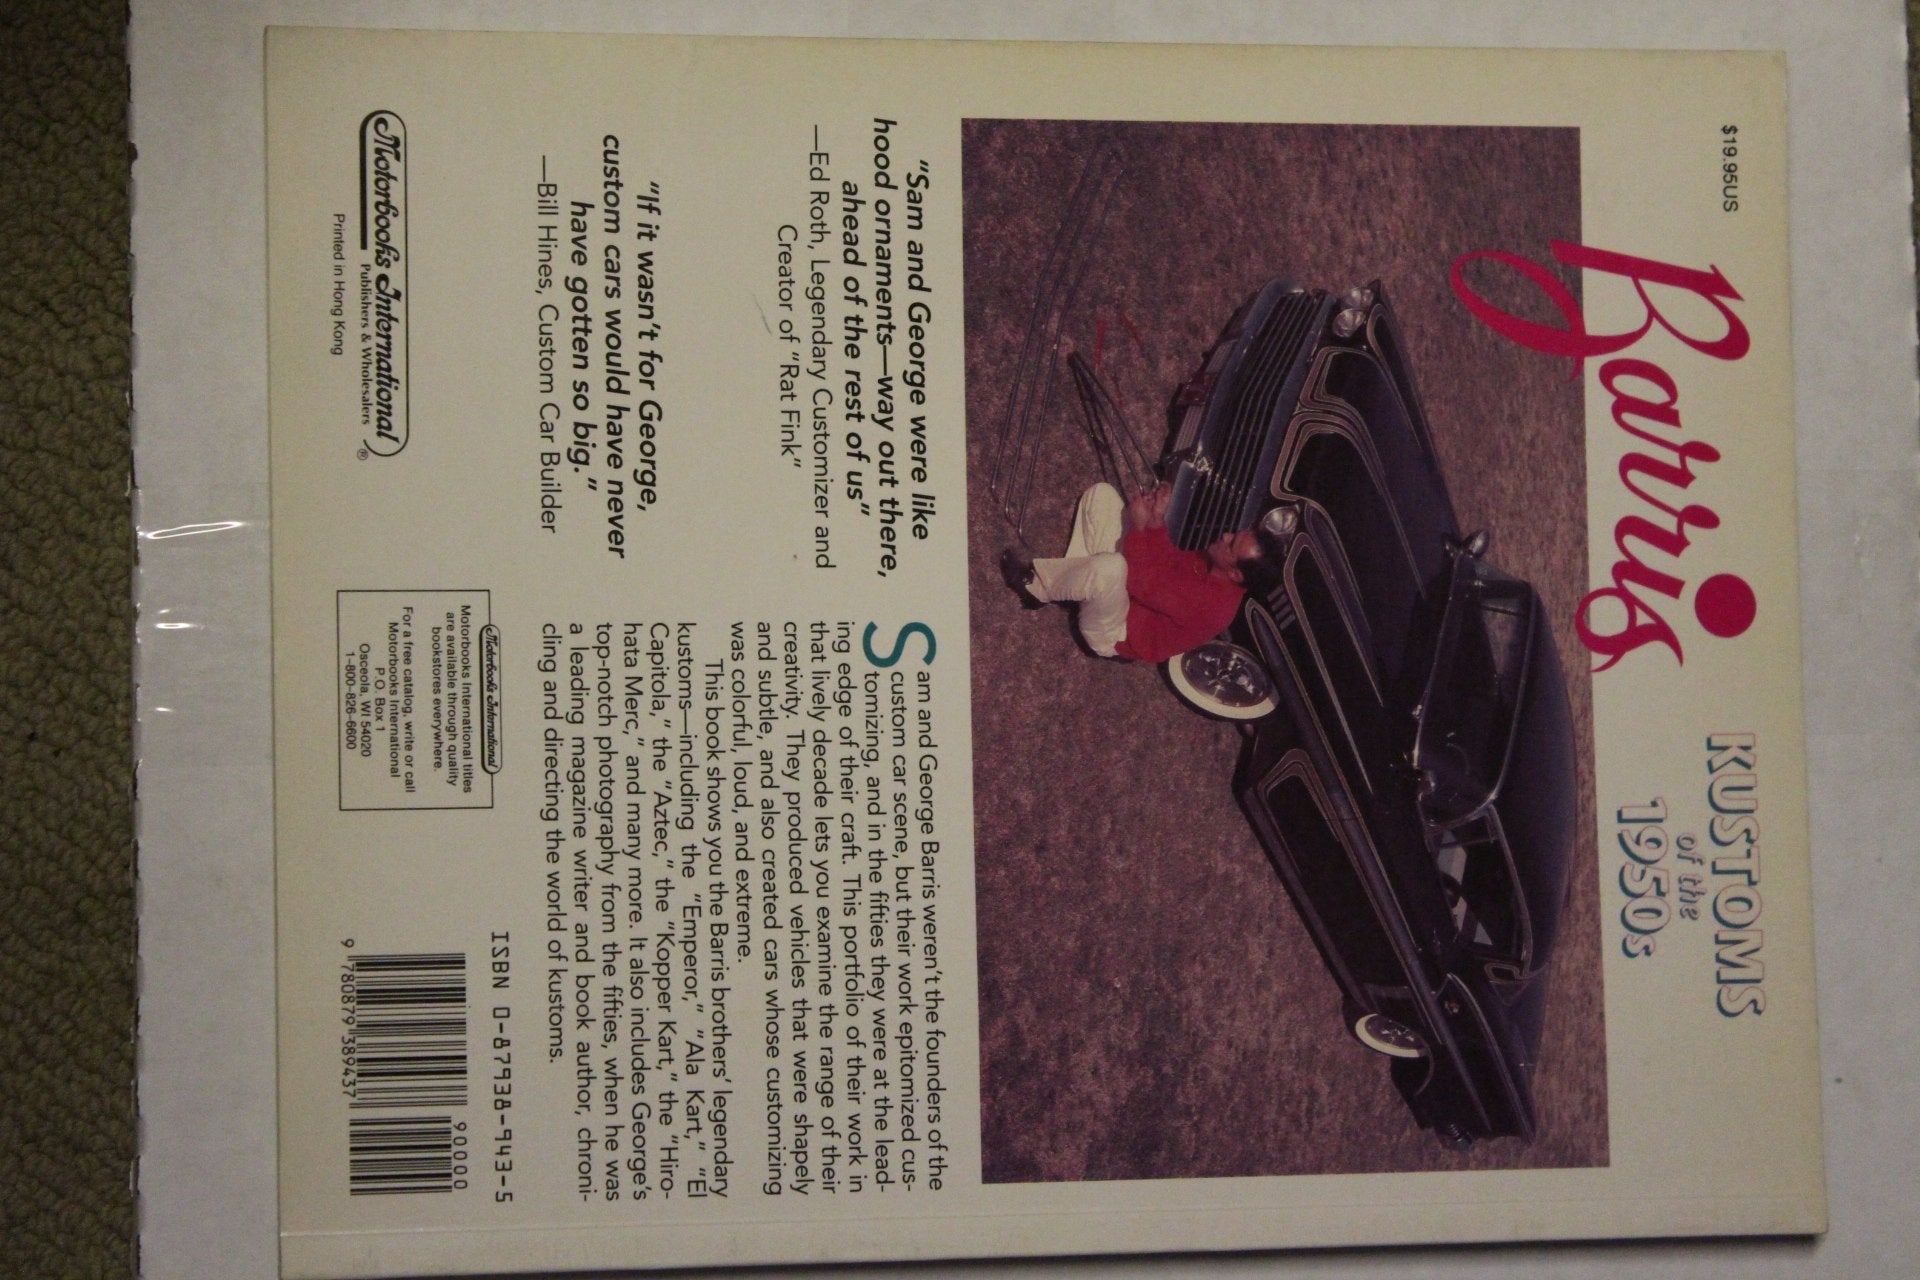 $19.95US
Barris
KUSTOMS
of the
1950s
"Sam and George were like
hood ornaments—way out there,
ahead of the rest of us"
—Ed Roth, Legendary Customizer and
Creator of "Rat Fink"
"If it wasn't for George,
custom cars would have never
have gotten so big."
—Bill Hines, Custom Car Builder
Sam and George Barris weren't the founders of the
custom car scene, but their work epitomized cus-
tomizing, and in the fifties they were at the lead-
ing edge of their craft. This portfolio of their work in
that lively decade lets you examine the range of their
creativity. They produced vehicles that were shapely
and subtle, and also created cars whose customizing
was colorful, loud, and extreme.
This book shows you the Barris brothers' legendary
kustoms—including the "Emperor," "Ala Kart," "El
Capitola," the "Aztec," the "Kopper Kart," the "Hiro-
hata Merc," and many more. It also includes George's
top-notch photography from the fifties, when he was
a leading magazine writer and book author, chroni-
cling and directing the world of kustoms.
Motorbooks International
Publishers & Wholesalers ®
Printed in Hong Kong
Motorbooks International
Motorbooks International titles
are available through quality
bookstores everywhere.
For a free catalog, write or call
Motorbooks International
P.O. Box 1
Osceola, WI 54020
1-800-826-6600
ISBN 0-87938-943-5
90000
9 780879 389437